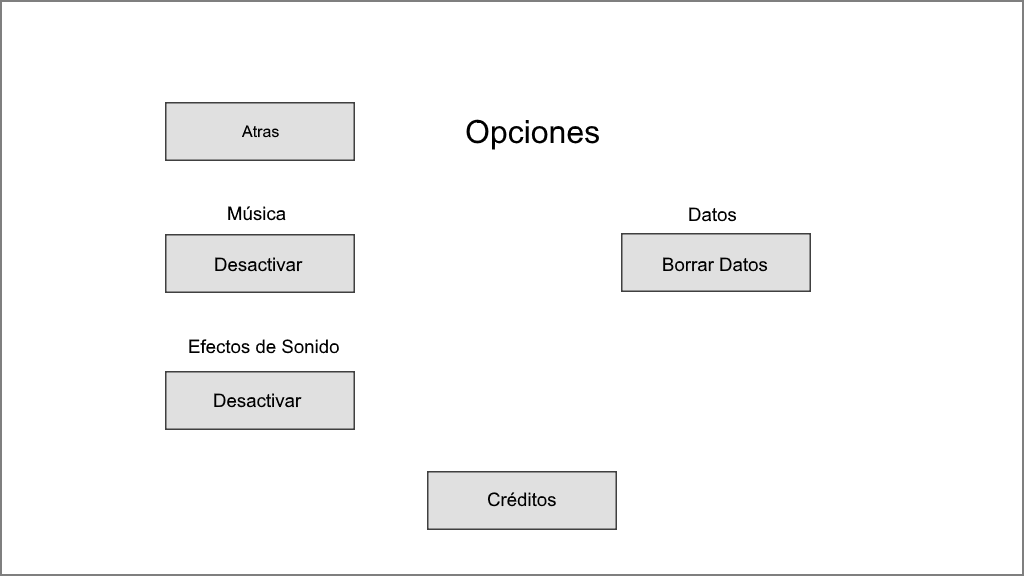 Atras
Opciones
Música
Desactivar
Datos
Borrar Datos
Efectos de Sonido
Desactivar
Créditos